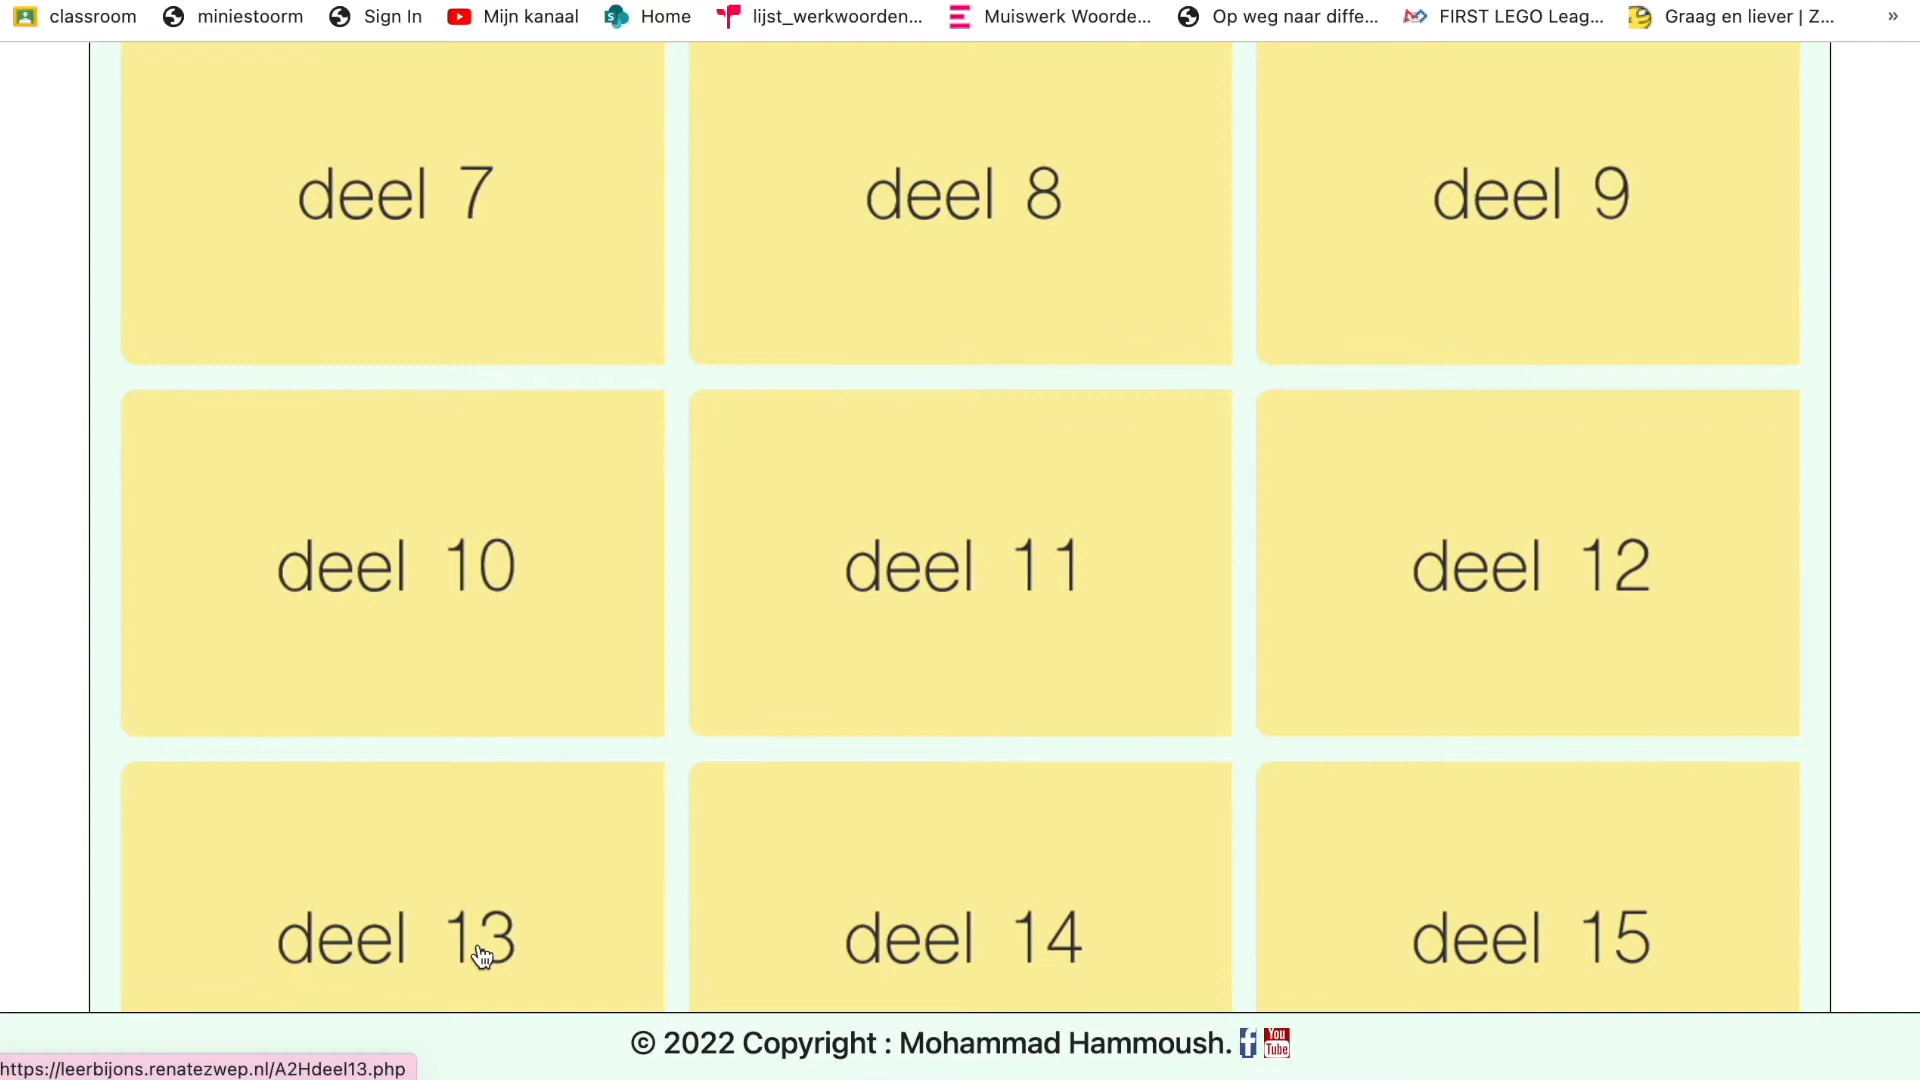 classroom miniestoorm Sign In Mijn kanaal Home lijst_werkwoorden... Muiswerk Woorde... Op weg naar diffe... FIRST LEGO Leag... Graag en liever | Z... »
deel 7 deel 8 deel 9
deel 10 deel 11 deel 12
deel 13 deel 14 deel 15
© 2022 Copyright : Mohammad Hammoush. f You Tube
https://leerbijons.renatezwep.nl/A2Hdeel13.php